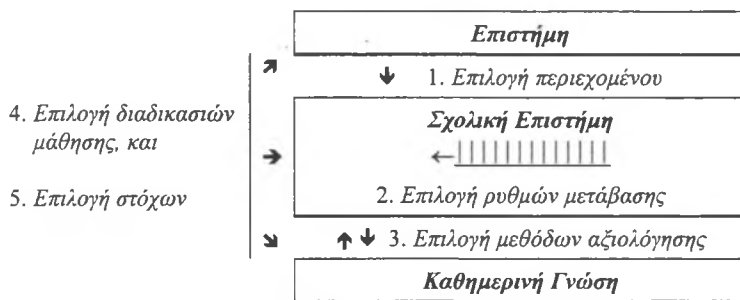 Επιστήμη
1. Επιλογή περιεχομένου
4. Επιλογή διαδικασιών
μάθησης, και
Σχολική Επιστήμη
5. Επιλογή στόχων
2. Επιλογή ρυθμών μετάβασης
3. Επιλογή μεθόδων αξιολόγησης
Καθημερινή Γνώση